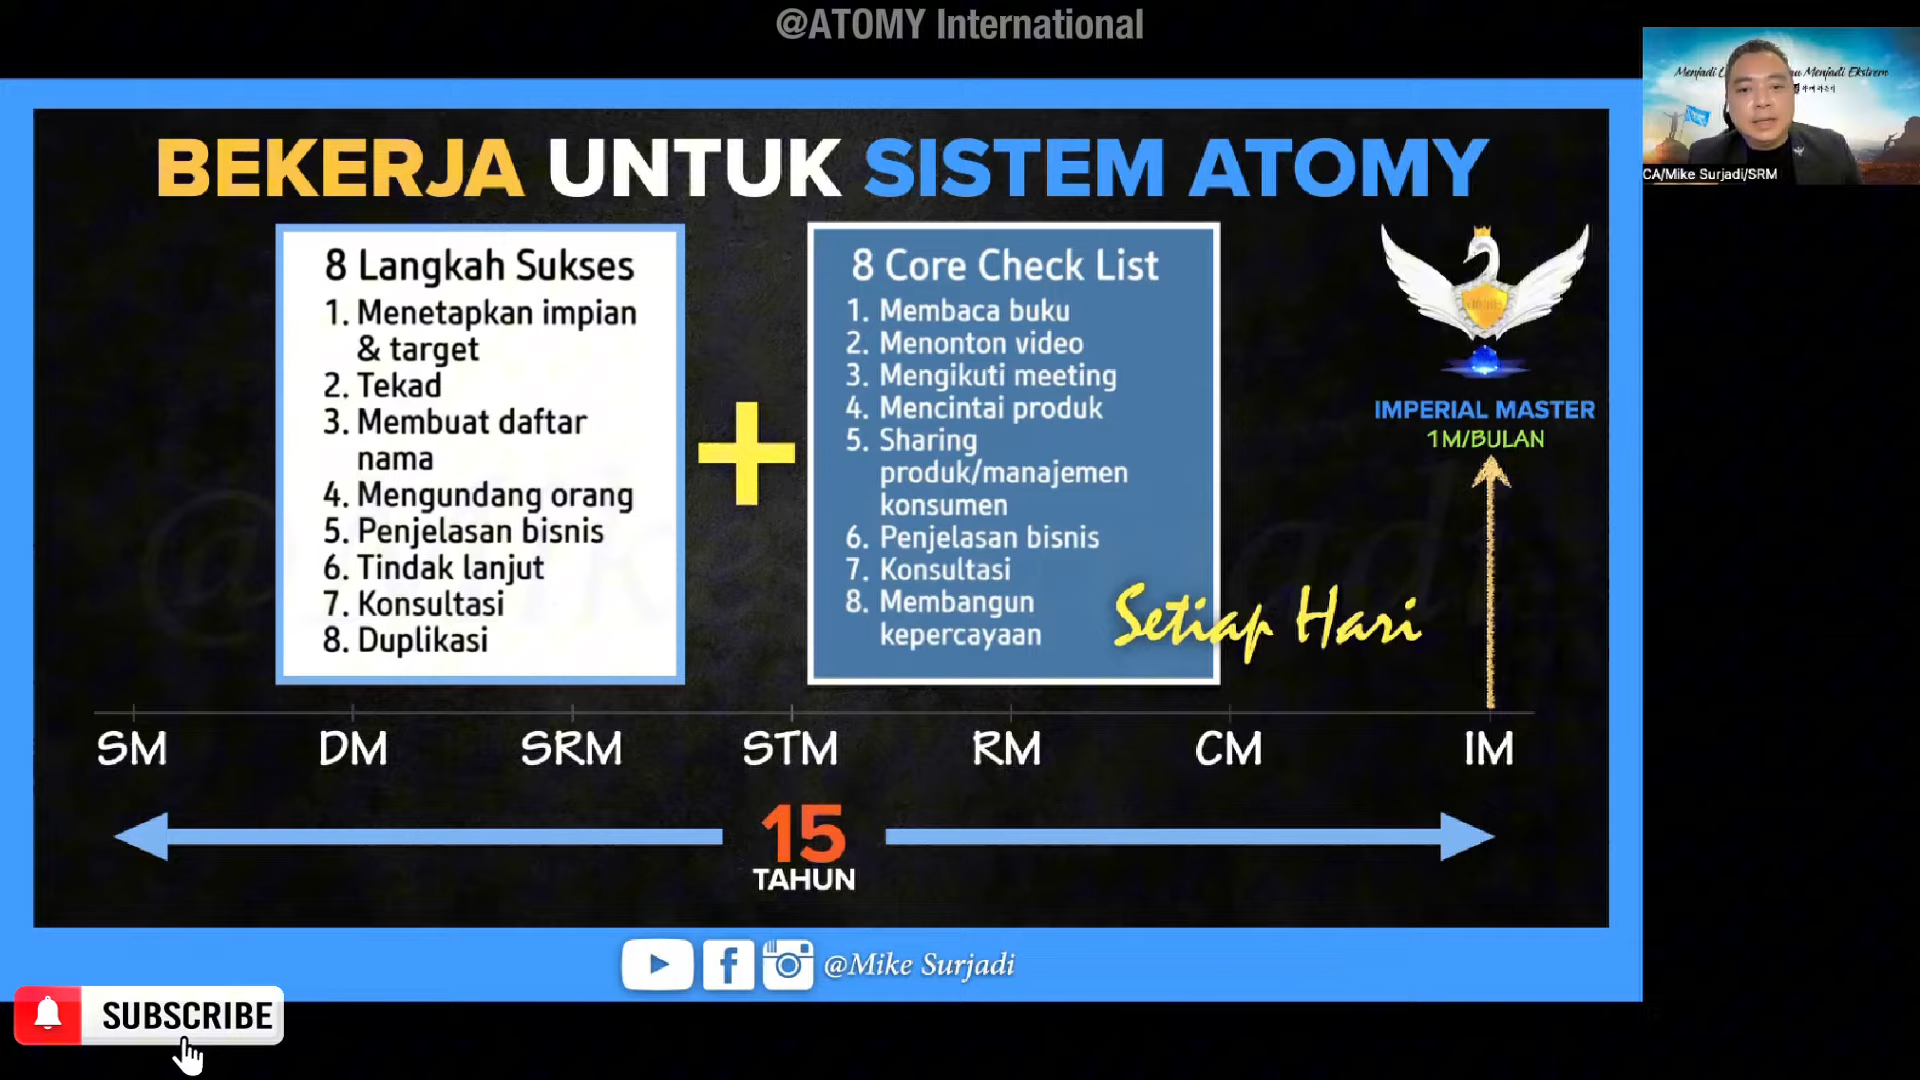 @ATOMY International
CA/Mike Surjadi/SRM
BEKERJA UNTUK SISTEM ATOMY
8 Langkah Sukses
1. Menetapkan impian
& target
2. Tekad
3. Membuat daftar
nama
4. Mengundang orang
5. Penjelasan bisnis
6. Tindak lanjut
7. Konsultasi
8. Duplikasi
8 Core Check List
1. Membaca buku
2. Menonton video
3. Mengikuti meeting
4. Mencintai produk
5. Sharing
produk/manajemen
konsumen
6. Penjelasan bisnis
7. Konsultasi
8. Membangun
kepercayaan
Setiap Hari
IMPERIAL MASTER
1M/BULAN
SM DM SRM STM RM CM IM
15
TAHUN
@Mike Surjadi
SUBSCRIBE